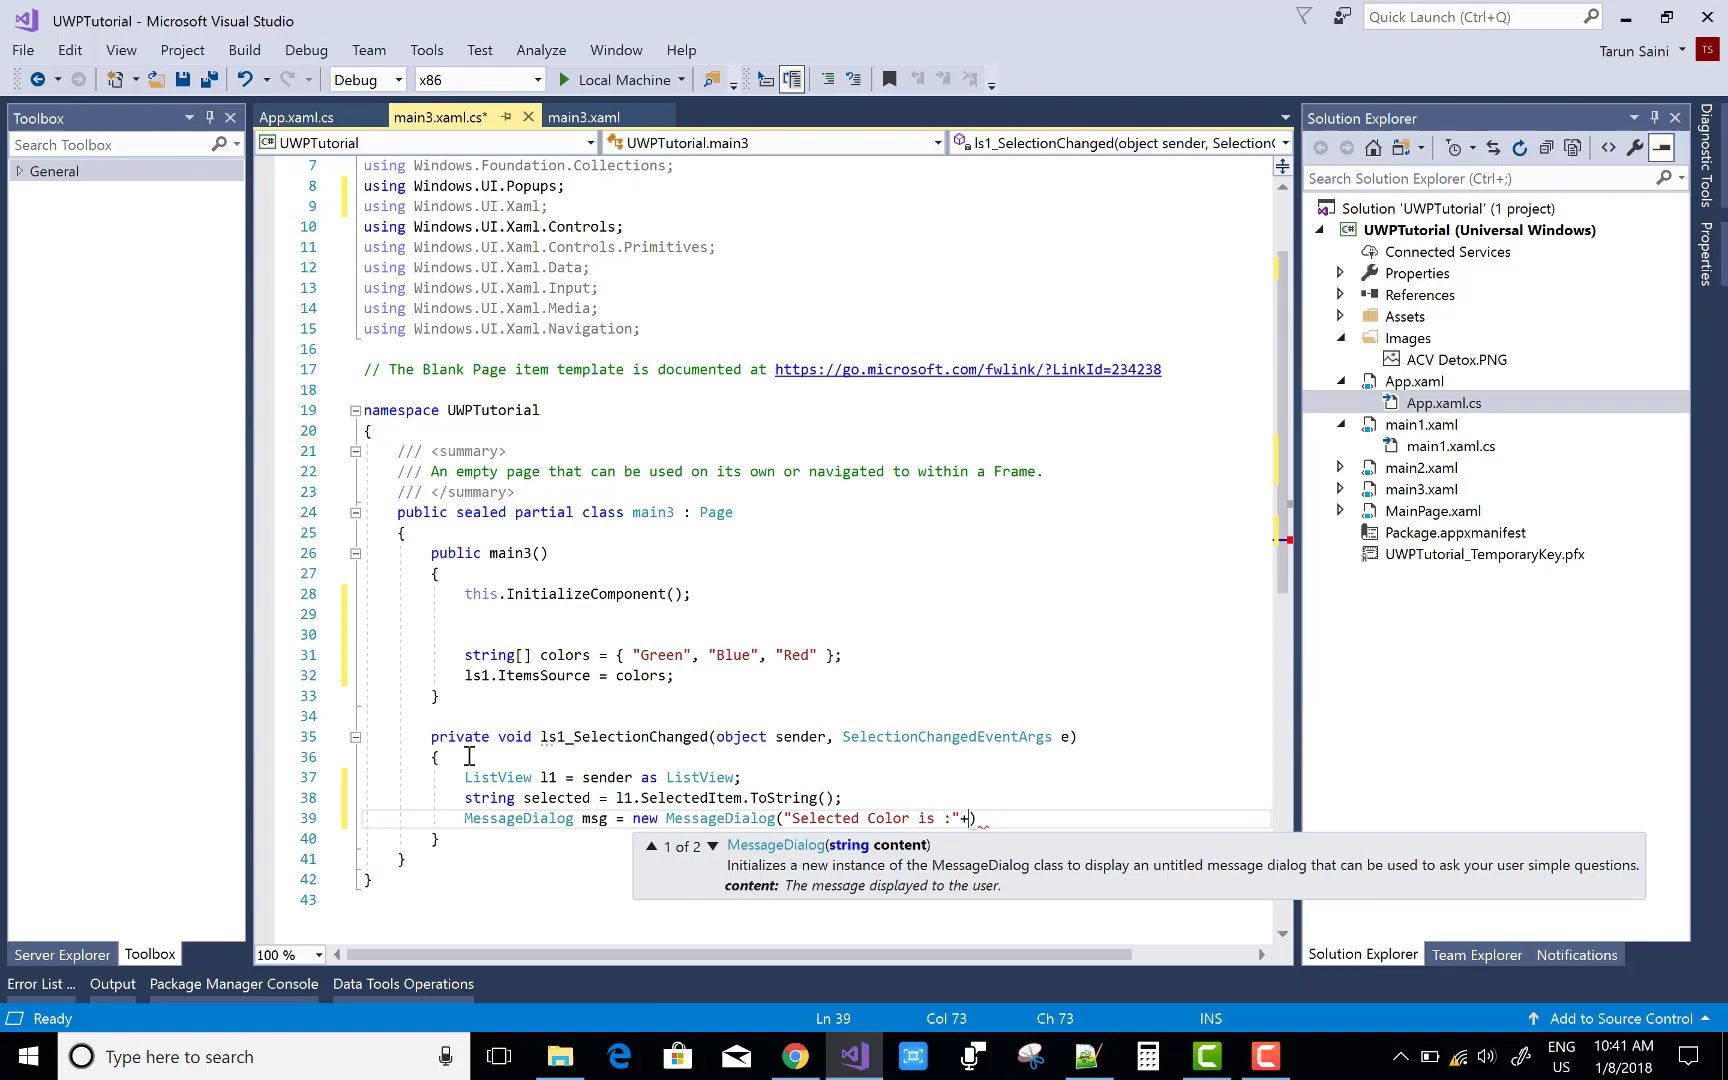 UWPTutorial - Microsoft Visual Studio
Quick Launch (Ctrl+Q)
File Edit View Project Build Debug Team Tools Test Analyze Window Help
Tarun Saini TS
Debug x86 Local Machine
Toolbox
Search Toolbox
General
App.xaml.cs main3.xaml.cs* main3.xaml
C# UWPTutorial UWPTutorial.main3 ls1_SelectionChanged(object sender, Selection
7 using Windows.Foundation.Collections;
8 using Windows.UI.Popups;
9 using Windows.UI.Xaml;
10 using Windows.UI.Xaml.Controls;
11 using Windows.UI.Xaml.Controls.Primitives;
12 using Windows.UI.Xaml.Data;
13 using Windows.UI.Xaml.Input;
14 using Windows.UI.Xaml.Media;
15 using Windows.UI.Xaml.Navigation;
16
17 // The Blank Page item template is documented at https://go.microsoft.com/fwlink/?LinkId=234238
18
19 namespace UWPTutorial
20 {
21 /// <summary>
22 /// An empty page that can be used on its own or navigated to within a Frame.
23 /// </summary>
24 public sealed partial class main3 : Page
25 {
26 public main3()
27 {
28 this.InitializeComponent();
29
30
31 string[] colors = { "Green", "Blue", "Red" };
32 ls1.ItemsSource = colors;
33 }
34
35 private void ls1_SelectionChanged(object sender, SelectionChangedEventArgs e)
36 {
37 ListView l1 = sender as ListView;
38 string selected = l1.SelectedItem.ToString();
39 MessageDialog msg = new MessageDialog("Selected Color is :"+)
40 }
41 }
42 }
43
▲ 1 of 2 ▼ MessageDialog(string content)
Initializes a new instance of the MessageDialog class to display an untitled message dialog that can be used to ask your user simple questions.
content: The message displayed to the user.
100 %
Solution Explorer
Search Solution Explorer (Ctrl+;)
Solution 'UWPTutorial' (1 project)
C# UWPTutorial (Universal Windows)
Connected Services
Properties
References
Assets
Images
ACV Detox.PNG
App.xaml
App.xaml.cs
main1.xaml
main1.xaml.cs
main2.xaml
main3.xaml
MainPage.xaml
Package.appxmanifest
UWPTutorial_TemporaryKey.pfx
Diagnostic Tools
Properties
Server Explorer Toolbox
Solution Explorer Team Explorer Notifications
Error List ... Output Package Manager Console Data Tools Operations
Ready Ln 39 Col 73 Ch 73 INS Add to Source Control
Type here to search
ENG
US
10:41 AM
1/8/2018